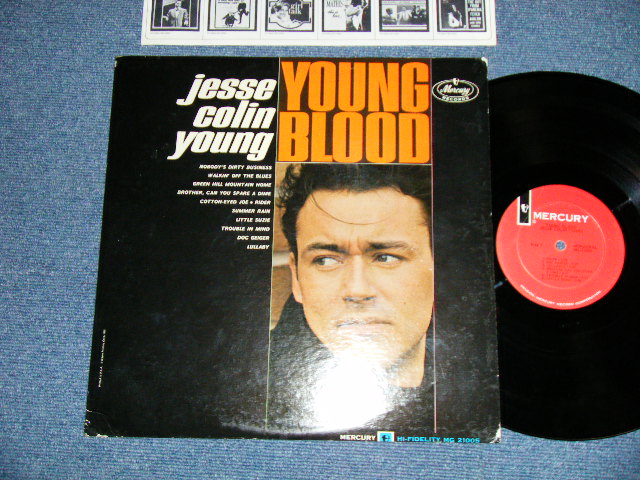 jesse
colin
young
YOUNG
BLOOD
Mercury
RECORDS
NOBODY'S DIRTY BUSINESS
WALKIN' OFF THE BLUES
GREEN HILL MOUNTAIN HOME
BROTHER, CAN YOU SPARE A DIME
COTTON-EYED JOE • RIDER
SUMMER RAIN
LITTLE SUZIE
TROUBLE IN MIND
DOC GEIGER
LULLABY
MERCURY
HI-FIDELITY MG 21005
MERCURY